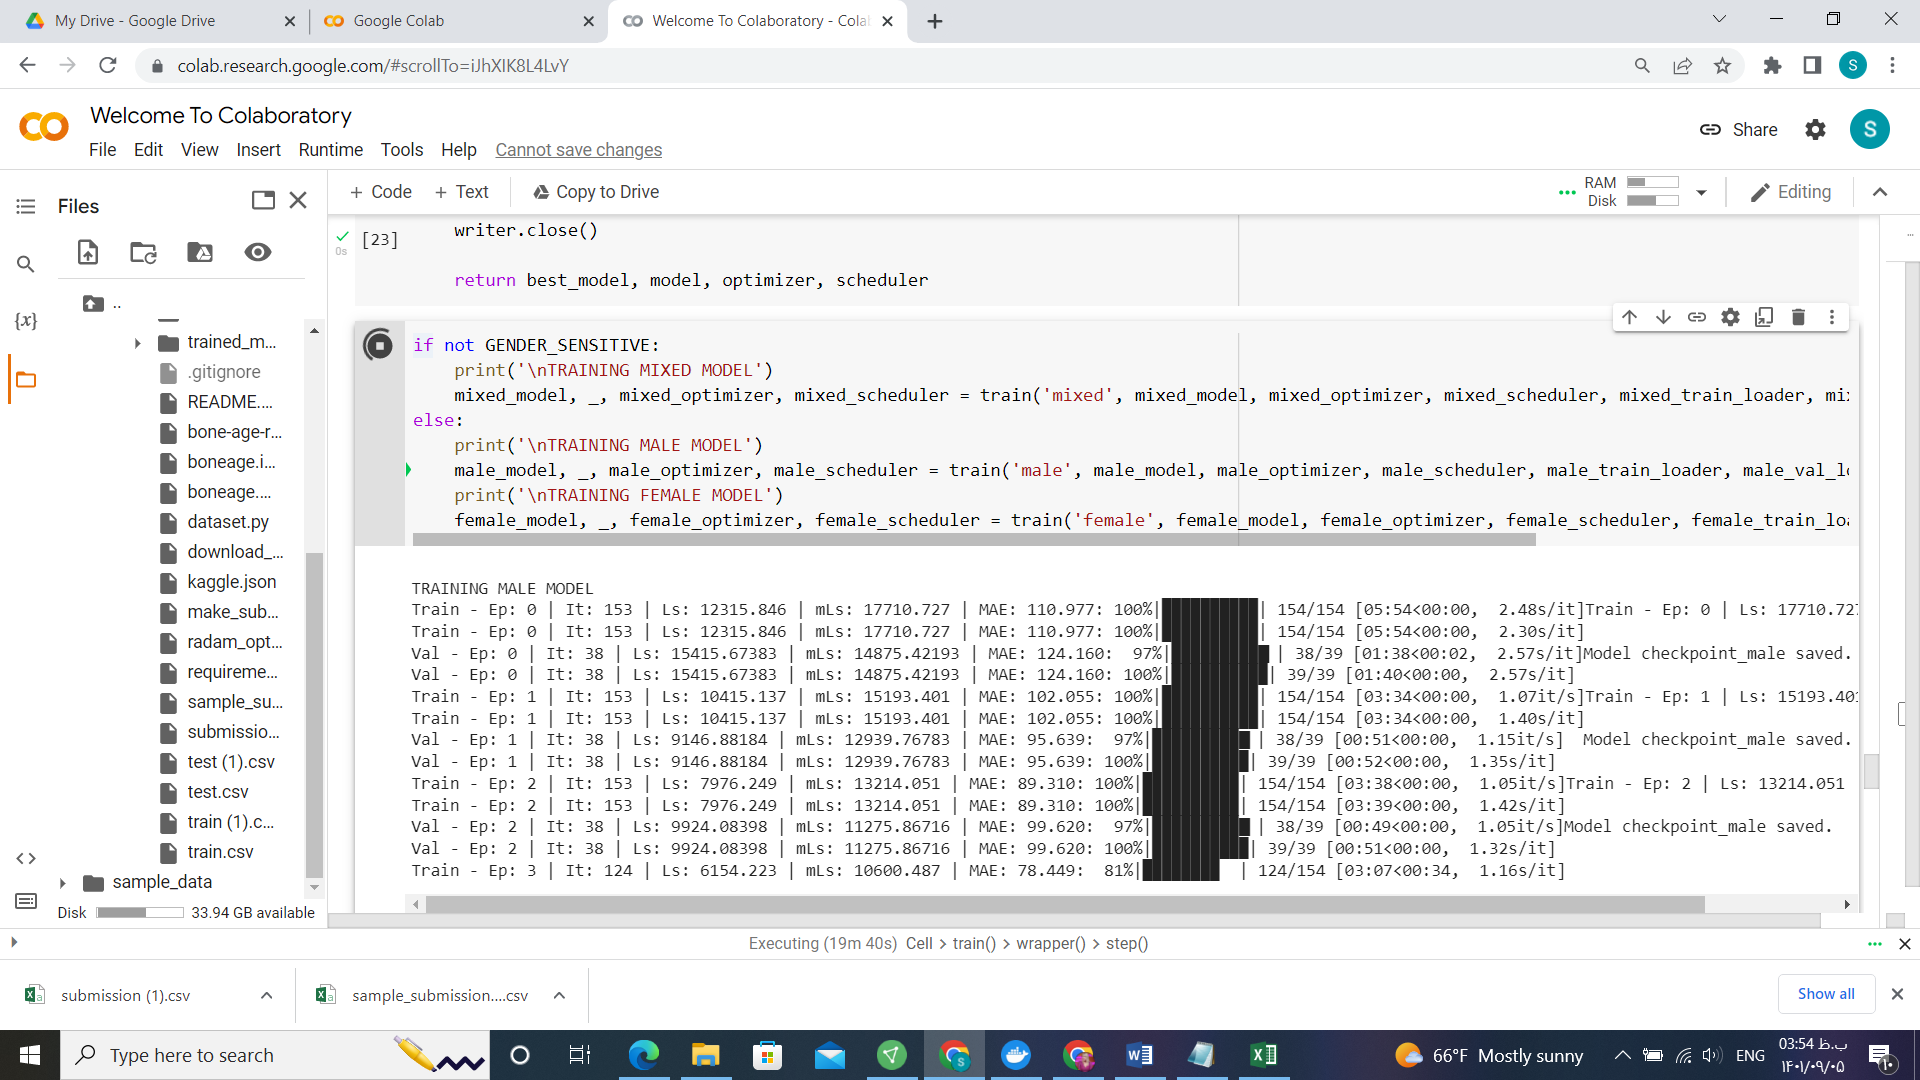 My Drive - Google Drive
Google Colab
Welcome To Colaboratory - Cola
colab.research.google.com/#scrollTo=iJhXIK8L4LvY
S
Welcome To Colaboratory
File Edit View Insert Runtime Tools Help Cannot save changes
Share
S
Files
+ Code + Text Copy to Drive
RAM
Disk
Editing
..
{x}
trained_m...
.gitignore
README....
bone-age-r...
boneage.i...
boneage....
dataset.py
download_...
kaggle.json
make_sub...
radam_opt...
requireme...
sample_su...
submissio...
test (1).csv
test.csv
train (1).c...
train.csv
sample_data
Disk 33.94 GB available
[23]
0s
writer.close()
return best_model, model, optimizer, scheduler
if not GENDER_SENSITIVE:
print('\nTRAINING MIXED MODEL')
mixed_model, _, mixed_optimizer, mixed_scheduler = train('mixed', mixed_model, mixed_optimizer, mixed_scheduler, mixed_train_loader, mi
else:
print('\nTRAINING MALE MODEL')
male_model, _, male_optimizer, male_scheduler = train('male', male_model, male_optimizer, male_scheduler, male_train_loader, male_val_l
print('\nTRAINING FEMALE MODEL')
female_model, _, female_optimizer, female_scheduler = train('female', female_model, female_optimizer, female_scheduler, female_train_lo
TRAINING MALE MODEL
Train - Ep: 0 | It: 153 | Ls: 12315.846 | mLs: 17710.727 | MAE: 110.977: 100%|██████████| 154/154 [05:54<00:00, 2.48s/it]Train - Ep: 0 | Ls: 17710.727
Train - Ep: 0 | It: 153 | Ls: 12315.846 | mLs: 17710.727 | MAE: 110.977: 100%|██████████| 154/154 [05:54<00:00, 2.30s/it]
Val - Ep: 0 | It: 38 | Ls: 15415.67383 | mLs: 14875.42193 | MAE: 124.160: 97%|██████████ | 38/39 [01:38<00:02, 2.57s/it]Model checkpoint_male saved.
Val - Ep: 0 | It: 38 | Ls: 15415.67383 | mLs: 14875.42193 | MAE: 124.160: 100%|██████████| 39/39 [01:40<00:00, 2.57s/it]
Train - Ep: 1 | It: 153 | Ls: 10415.137 | mLs: 15193.401 | MAE: 102.055: 100%|██████████| 154/154 [03:34<00:00, 1.07it/s]Train - Ep: 1 | Ls: 15193.401
Train - Ep: 1 | It: 153 | Ls: 10415.137 | mLs: 15193.401 | MAE: 102.055: 100%|██████████| 154/154 [03:34<00:00, 1.40s/it]
Val - Ep: 1 | It: 38 | Ls: 9146.88184 | mLs: 12939.76783 | MAE: 95.639: 97%|██████████ | 38/39 [00:51<00:00, 1.15it/s] Model checkpoint_male saved.
Val - Ep: 1 | It: 38 | Ls: 9146.88184 | mLs: 12939.76783 | MAE: 95.639: 100%|██████████| 39/39 [00:52<00:00, 1.35s/it]
Train - Ep: 2 | It: 153 | Ls: 7976.249 | mLs: 13214.051 | MAE: 89.310: 100%|██████████| 154/154 [03:38<00:00, 1.05it/s]Train - Ep: 2 | Ls: 13214.051
Train - Ep: 2 | It: 153 | Ls: 7976.249 | mLs: 13214.051 | MAE: 89.310: 100%|██████████| 154/154 [03:39<00:00, 1.42s/it]
Val - Ep: 2 | It: 38 | Ls: 9924.08398 | mLs: 11275.86716 | MAE: 99.620: 97%|██████████ | 38/39 [00:49<00:00, 1.05it/s]Model checkpoint_male saved.
Val - Ep: 2 | It: 38 | Ls: 9924.08398 | mLs: 11275.86716 | MAE: 99.620: 100%|██████████| 39/39 [00:51<00:00, 1.32s/it]
Train - Ep: 3 | It: 124 | Ls: 6154.223 | mLs: 10600.487 | MAE: 78.449: 81%|████████ | 124/154 [03:07<00:34, 1.16s/it]
Executing (19m 40s) Cell > train() > wrapper() > step()
submission (1).csv
sample_submission....csv
Show all
Type here to search
66°F Mostly sunny
ENG
03:54 ب.ظ
۱۴۰۱/۰۹/۰۵